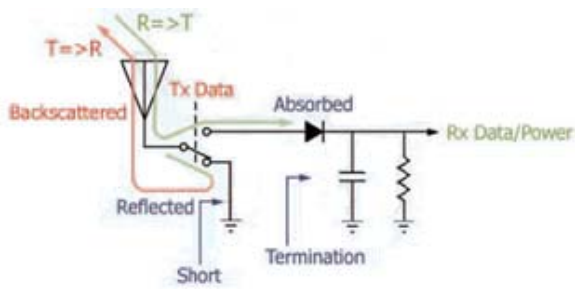 R=>T
T=>R
Tx Data
Absorbed
Backscattered
Rx Data/Power
Reflected
Termination
Short